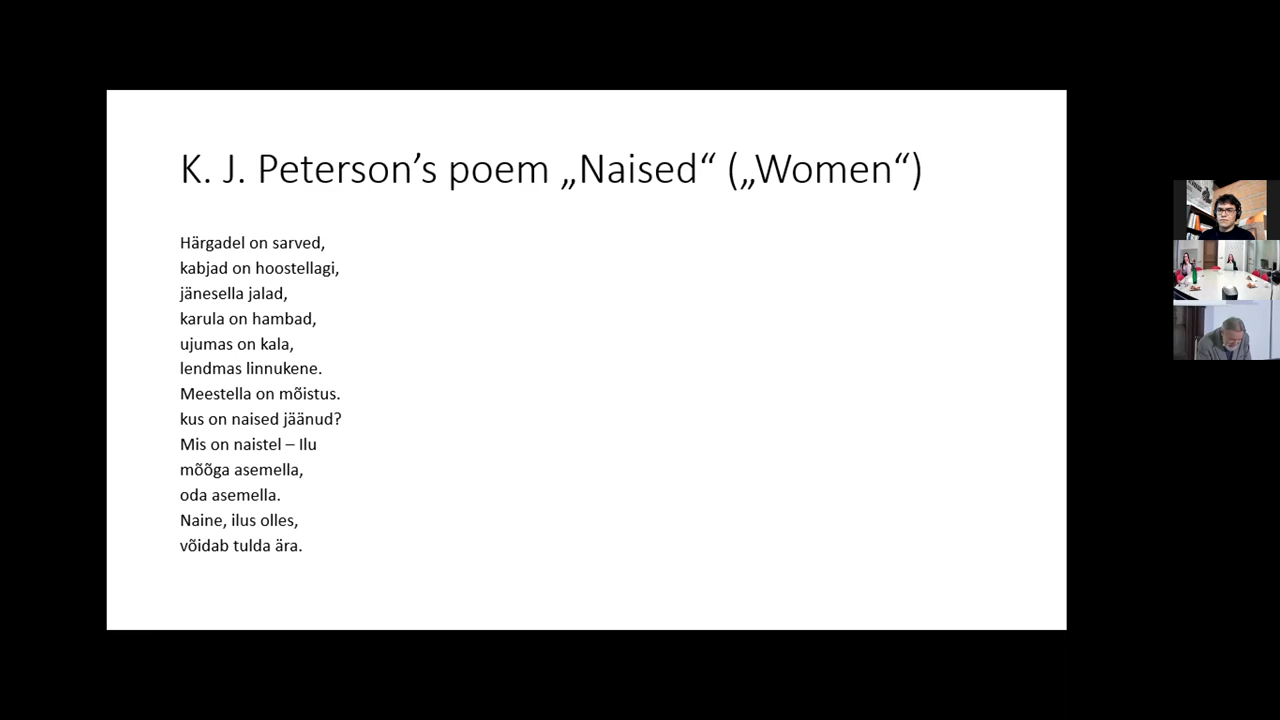 K. J. Peterson’s poem „Naised“ („Women“)
Härgadel on sarved,
kabjad on hoostellagi,
jänesella jalad,
karula on hambad,
ujumas on kala,
lendmas linnukene.
Meestella on mõistus.
kus on naised jäänud?
Mis on naistel – Ilu
mõõga asemella,
oda asemella.
Naine, ilus olles,
võidab tulda ära.